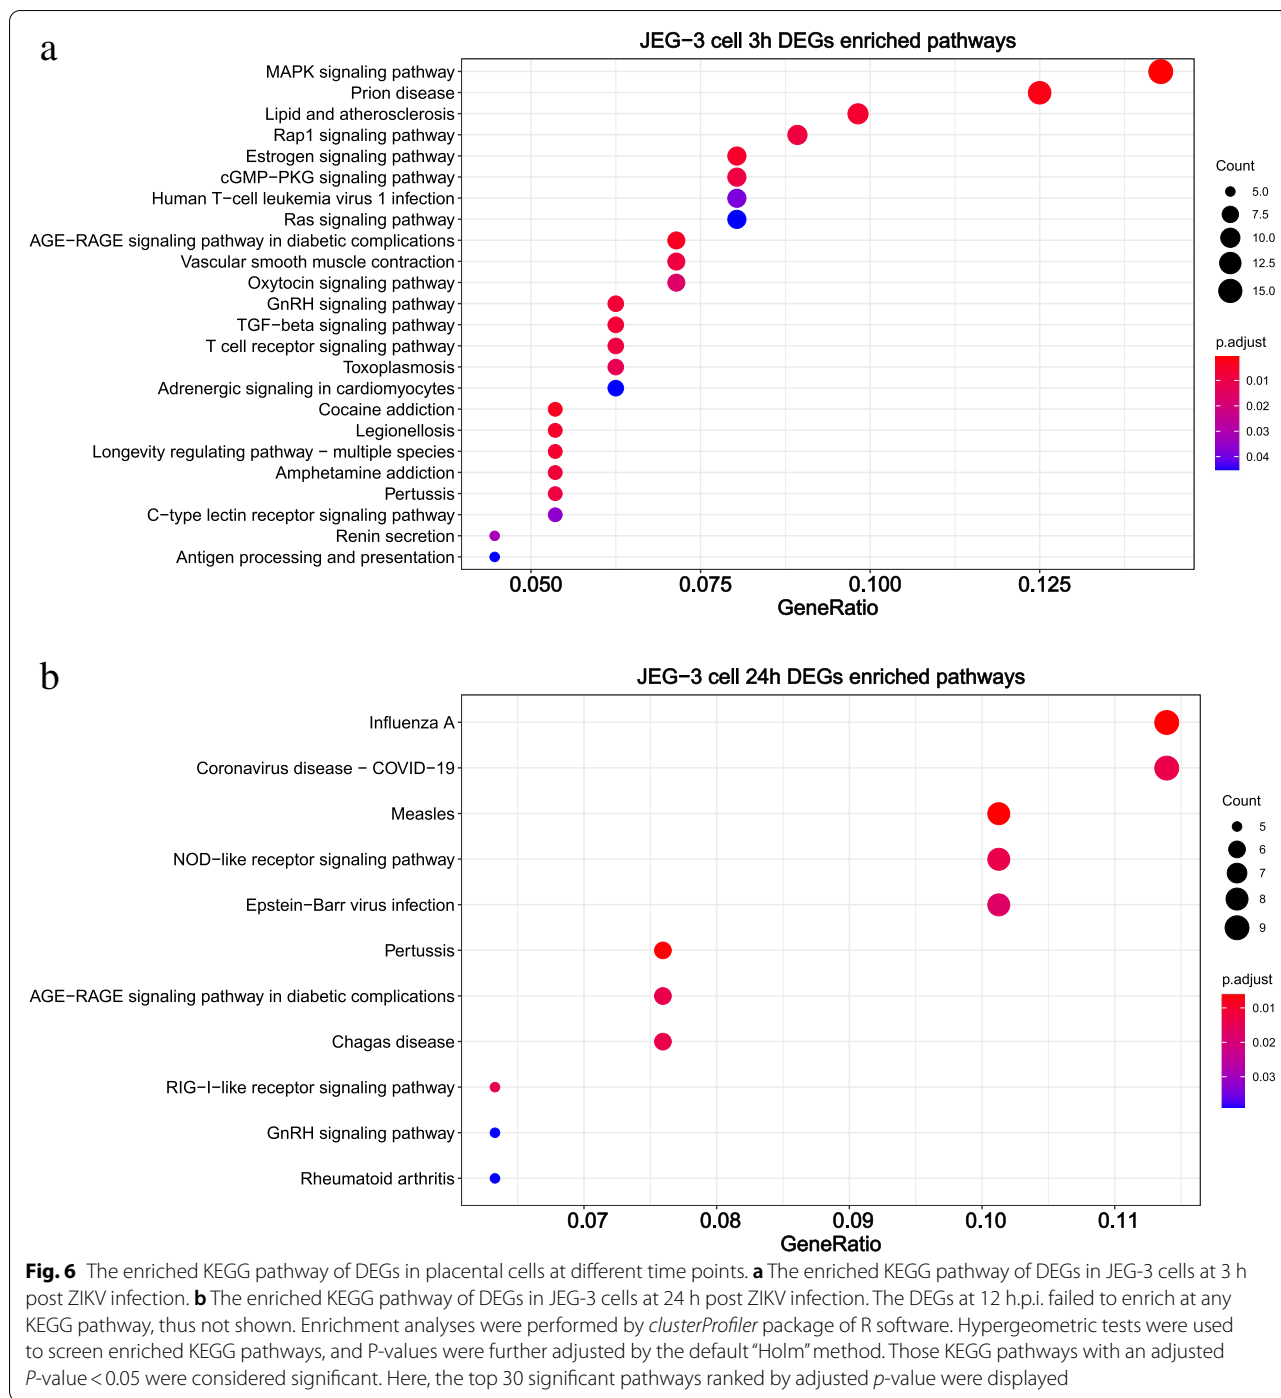 a
JEG−3 cell 3h DEGs enriched pathways
MAPK signaling pathway
Prion disease
Lipid and atherosclerosis
Rap1 signaling pathway
Estrogen signaling pathway
cGMP−PKG signaling pathway
Human T−cell leukemia virus 1 infection
Ras signaling pathway
AGE−RAGE signaling pathway in diabetic complications
Vascular smooth muscle contraction
Oxytocin signaling pathway
GnRH signaling pathway
TGF−beta signaling pathway
T cell receptor signaling pathway
Toxoplasmosis
Adrenergic signaling in cardiomyocytes
Cocaine addiction
Legionellosis
Longevity regulating pathway − multiple species
Amphetamine addiction
Pertussis
C−type lectin receptor signaling pathway
Renin secretion
Antigen processing and presentation
0.050 0.075 0.100 0.125
GeneRatio
Count
5.0
7.5
10.0
12.5
15.0
p.adjust
0.01
0.02
0.03
0.04
b
JEG−3 cell 24h DEGs enriched pathways
Influenza A
Coronavirus disease − COVID−19
Measles
NOD−like receptor signaling pathway
Epstein−Barr virus infection
Pertussis
AGE−RAGE signaling pathway in diabetic complications
Chagas disease
RIG−I−like receptor signaling pathway
GnRH signaling pathway
Rheumatoid arthritis
0.07 0.08 0.09 0.10 0.11
GeneRatio
Count
5
6
7
8
9
p.adjust
0.01
0.02
0.03
Fig. 6 The enriched KEGG pathway of DEGs in placental cells at different time points. a The enriched KEGG pathway of DEGs in JEG-3 cells at 3 h
post ZIKV infection. b The enriched KEGG pathway of DEGs in JEG-3 cells at 24 h post ZIKV infection. The DEGs at 12 h.p.i. failed to enrich at any
KEGG pathway, thus not shown. Enrichment analyses were performed by clusterProfiler package of R software. Hypergeometric tests were used
to screen enriched KEGG pathways, and P-values were further adjusted by the default “Holm” method. Those KEGG pathways with an adjusted
P-value < 0.05 were considered significant. Here, the top 30 significant pathways ranked by adjusted p-value were displayed